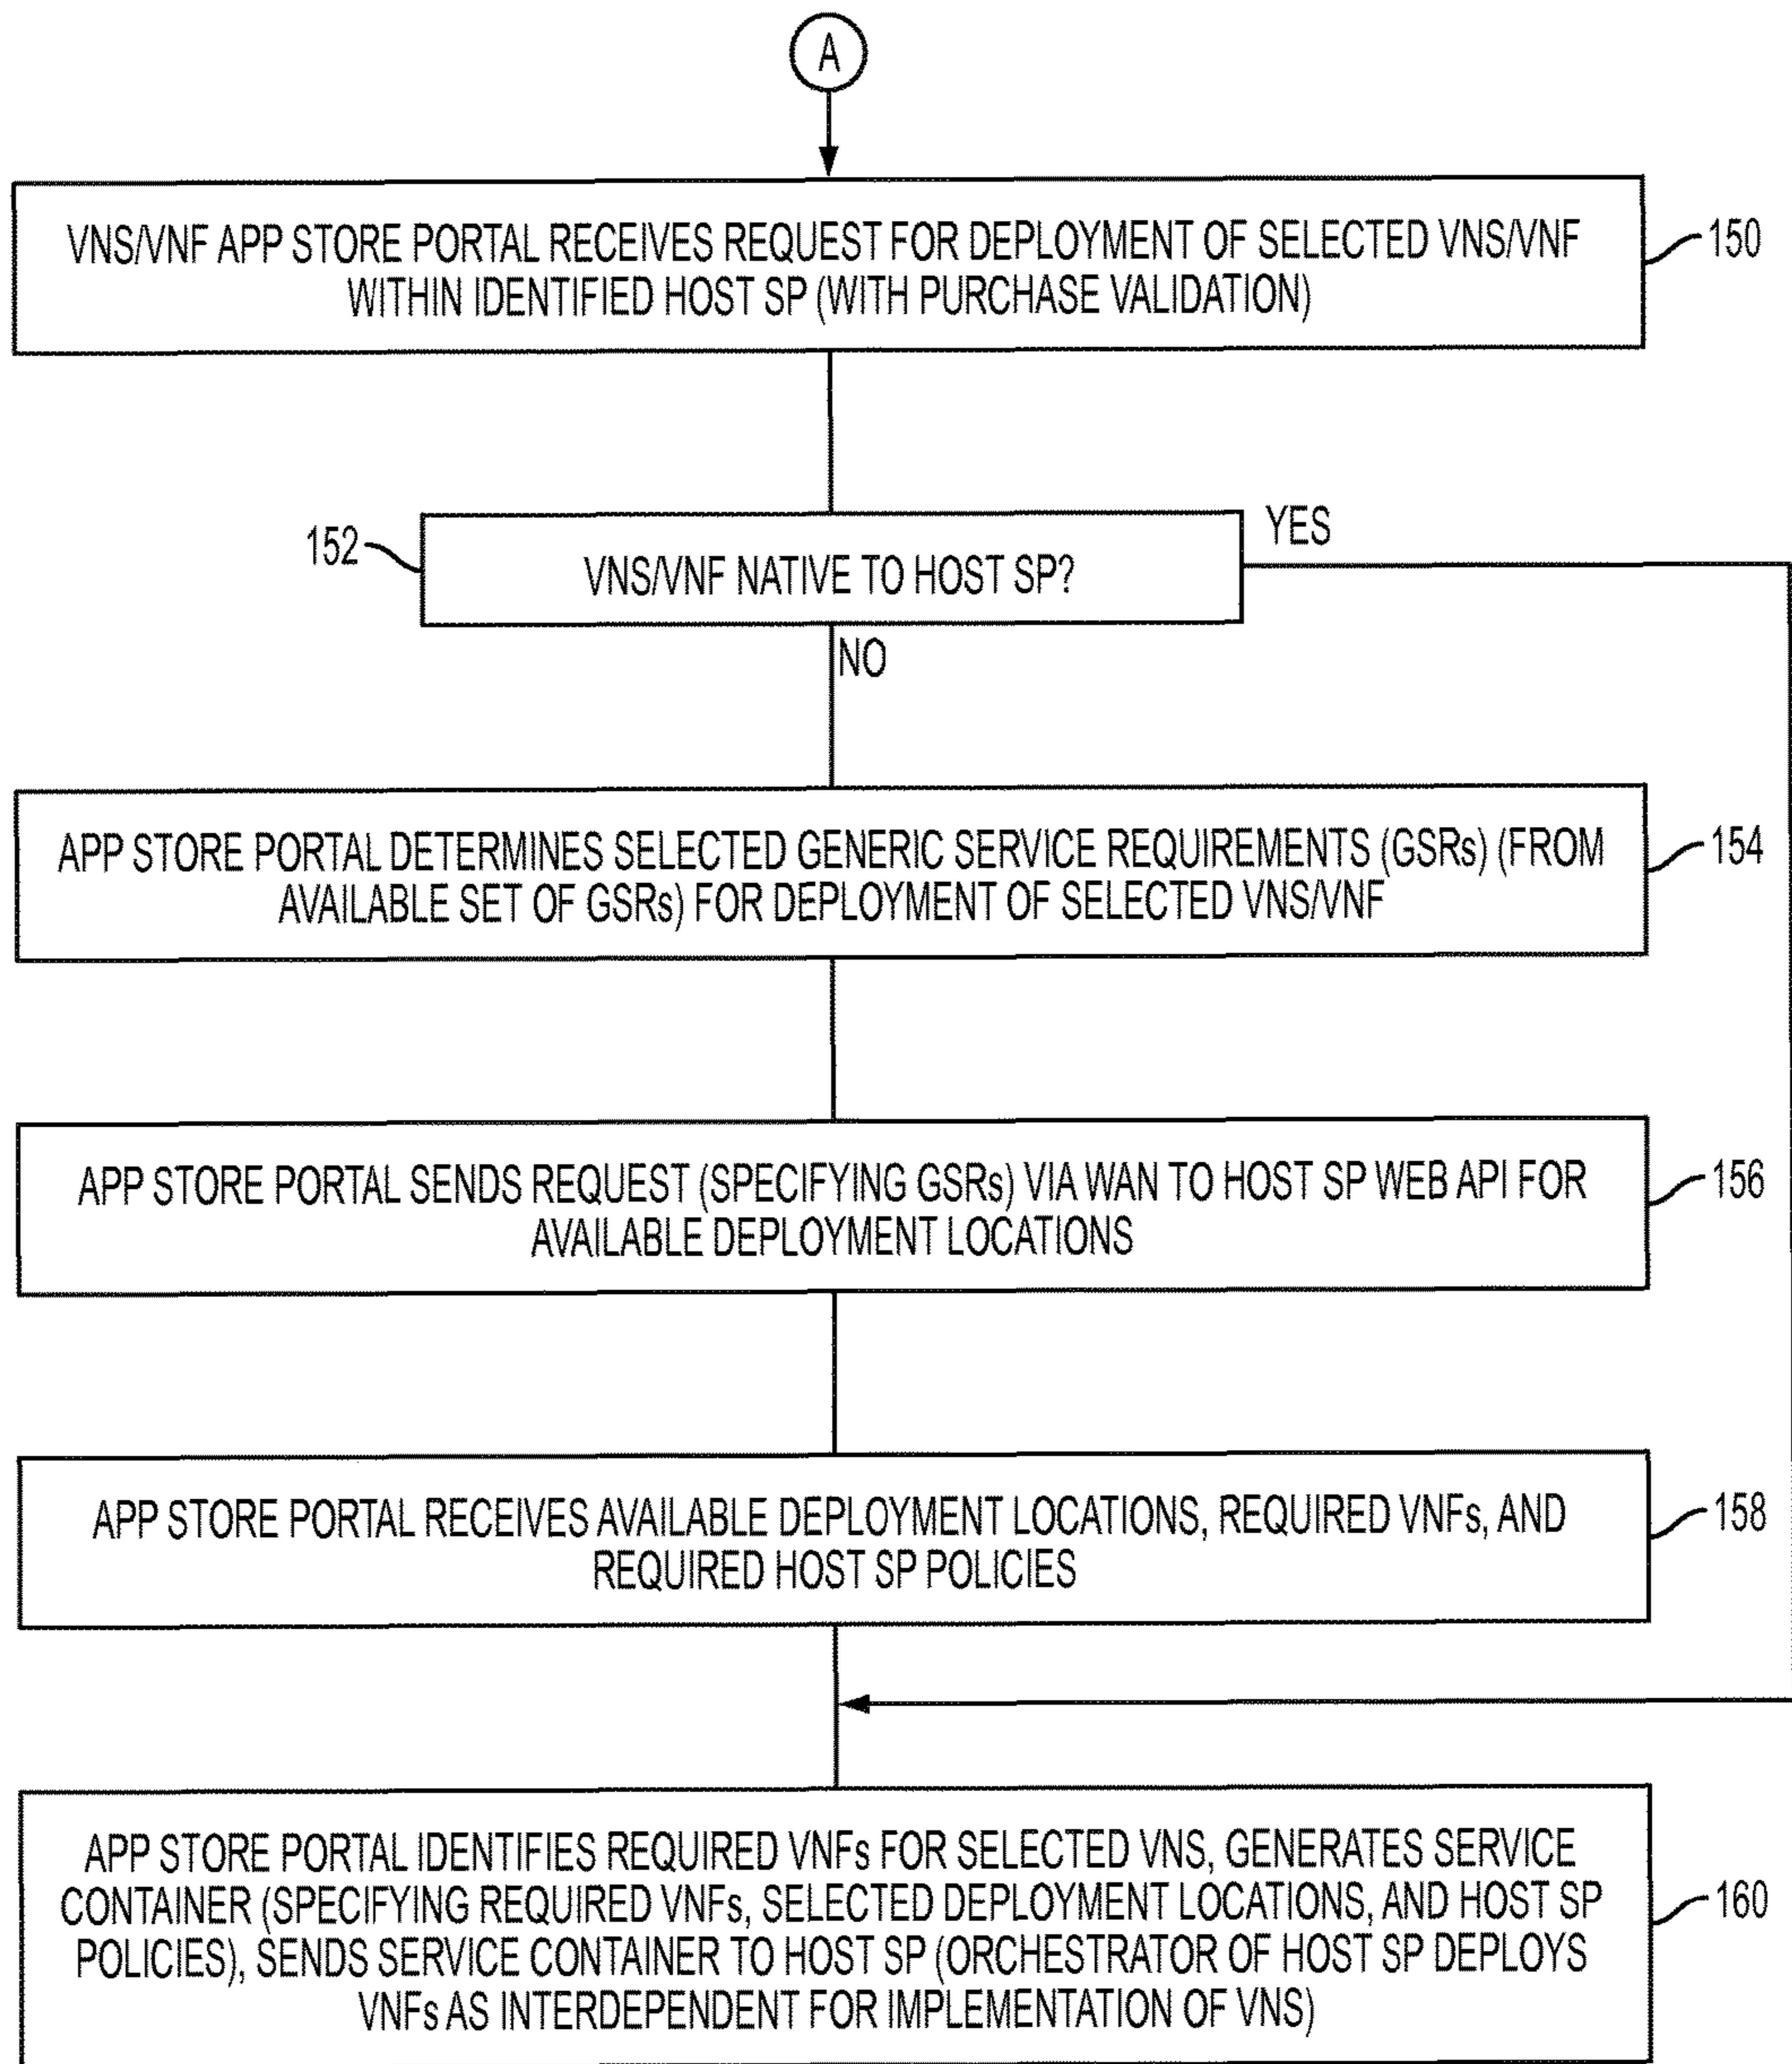 A
VNS/VNF APP STORE PORTAL RECEIVES REQUEST FOR DEPLOYMENT OF SELECTED VNS/VNF
WITHIN IDENTIFIED HOST SP (WITH PURCHASE VALIDATION)
150
152
VNS/VNF NATIVE TO HOST SP?
YES
NO
APP STORE PORTAL DETERMINES SELECTED GENERIC SERVICE REQUIREMENTS (GSRs) (FROM
AVAILABLE SET OF GSRs) FOR DEPLOYMENT OF SELECTED VNS/VNF
154
APP STORE PORTAL SENDS REQUEST (SPECIFYING GSRs) VIA WAN TO HOST SP WEB API FOR
AVAILABLE DEPLOYMENT LOCATIONS
156
APP STORE PORTAL RECEIVES AVAILABLE DEPLOYMENT LOCATIONS, REQUIRED VNFs, AND
REQUIRED HOST SP POLICIES
158
APP STORE PORTAL IDENTIFIES REQUIRED VNFs FOR SELECTED VNS, GENERATES SERVICE
CONTAINER (SPECIFYING REQUIRED VNFs, SELECTED DEPLOYMENT LOCATIONS, AND HOST SP
POLICIES), SENDS SERVICE CONTAINER TO HOST SP (ORCHESTRATOR OF HOST SP DEPLOYS
VNFs AS INTERDEPENDENT FOR IMPLEMENTATION OF VNS)
160